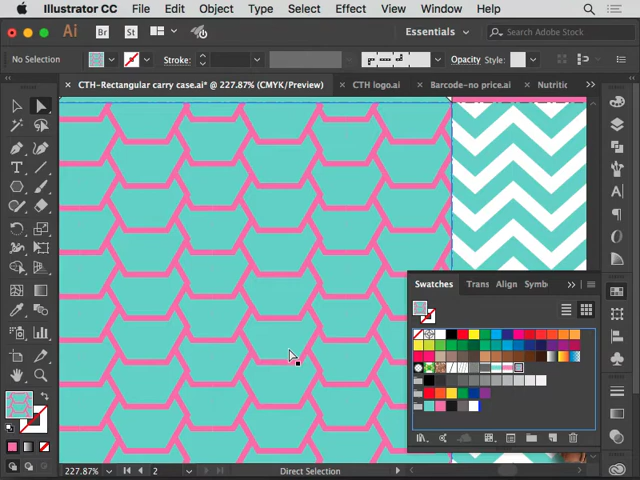 Illustrator CC File Edit Object Type Select Effect View Window Help
Ai Br St Essentials Search Adobe Stock
No Selection Stroke: Opacity Style:
× CTH-Rectangular carry case.ai* @ 227.87% (CMYK/Preview) × CTH logo.ai × Barcode-no price.ai × Nutritic
Swatches Trans Align Symb
227.87% 2 Direct Selection